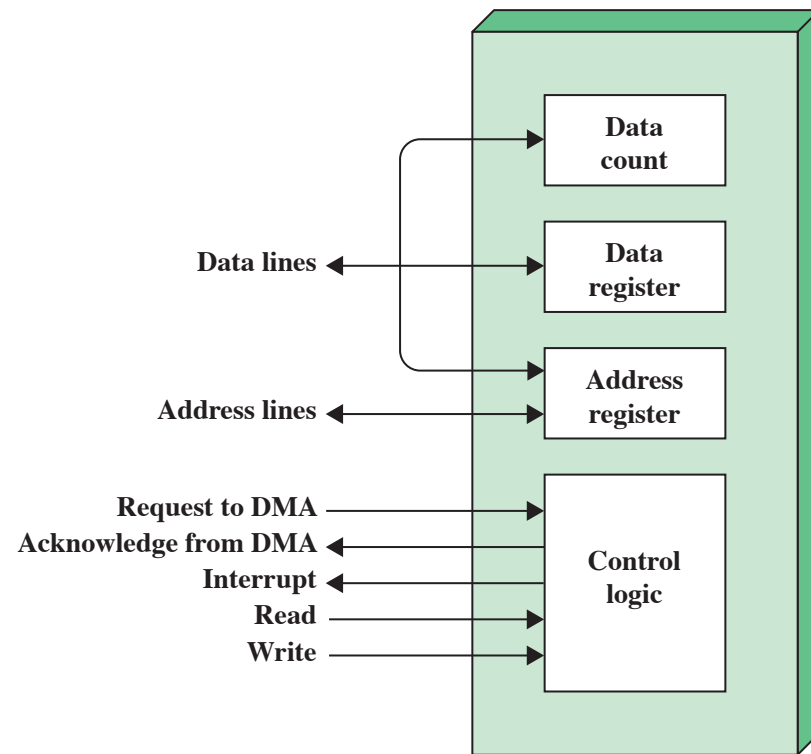 Data
count
Data lines
Data
register
Address lines
Address
register
Request to DMA
Acknowledge from DMA
Interrupt
Read
Write
Control
logic